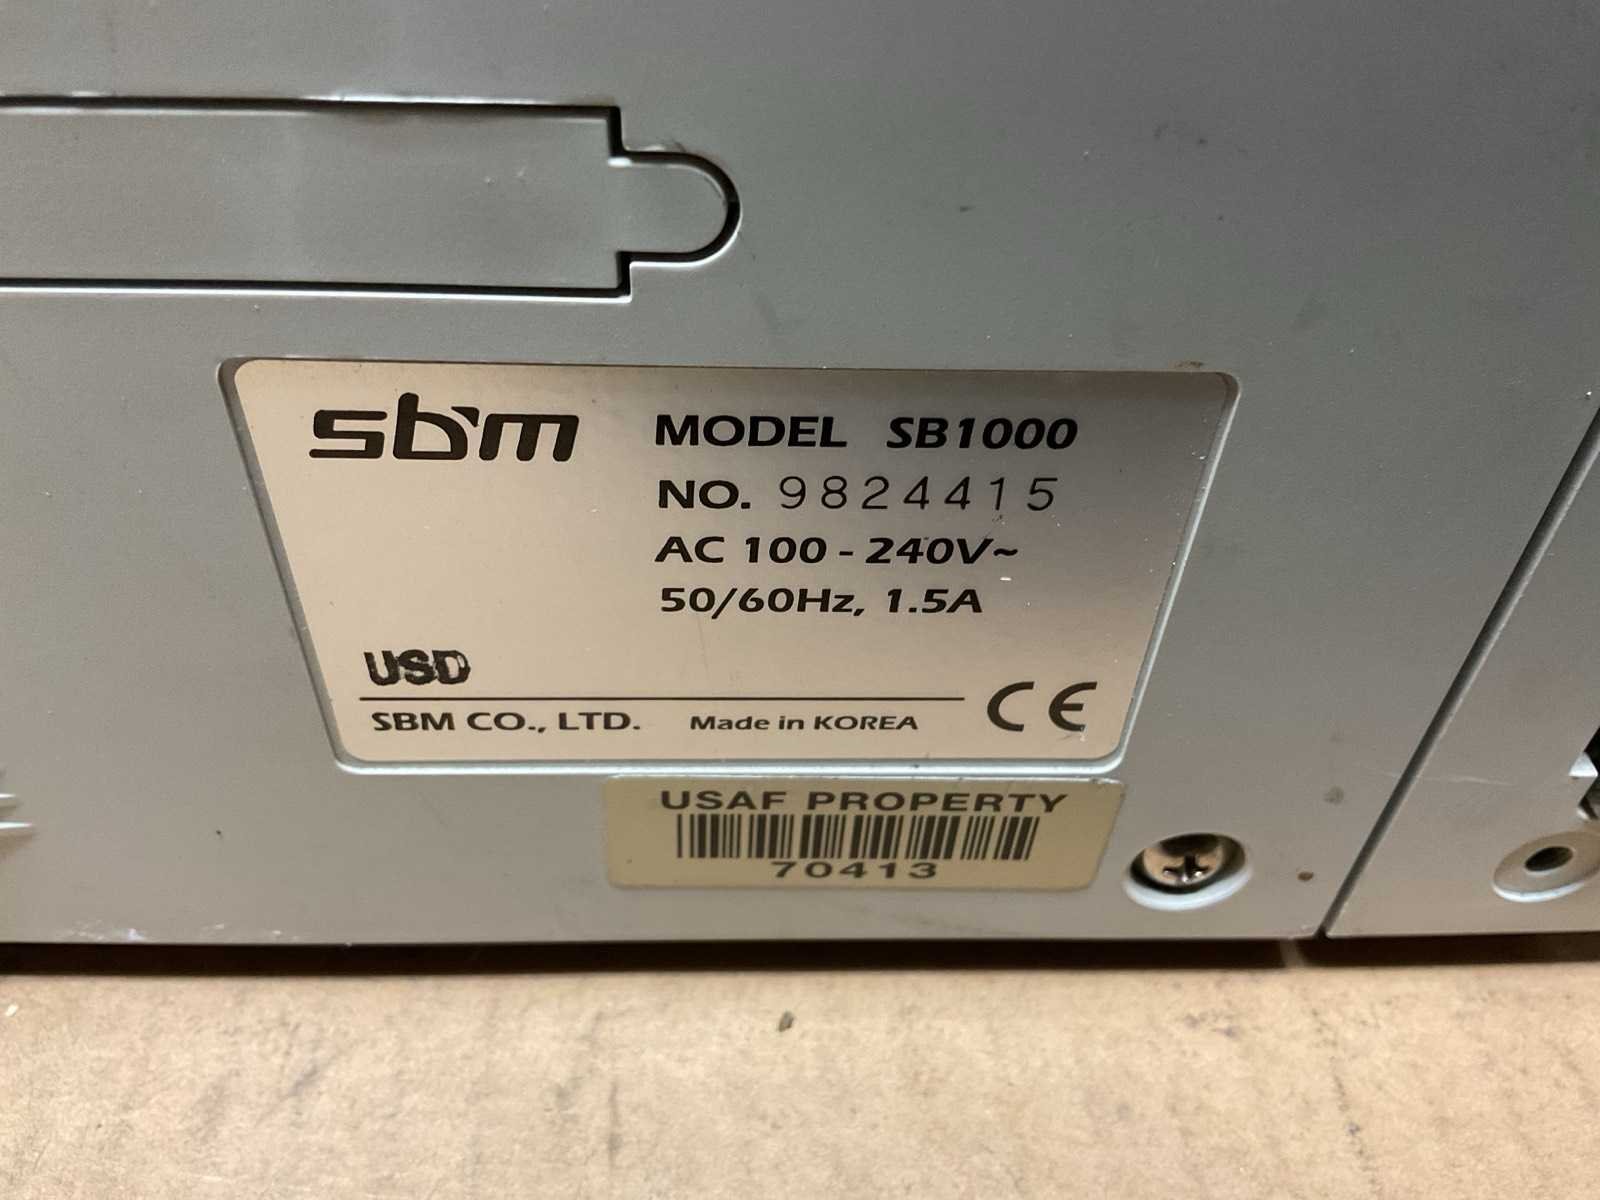 sbm
MODEL SB1000
NO. 9824415
AC 100 - 240V~
50/60Hz, 1.5A
USD
SBM CO., LTD. Made in KOREA CE
USAF PROPERTY
70413